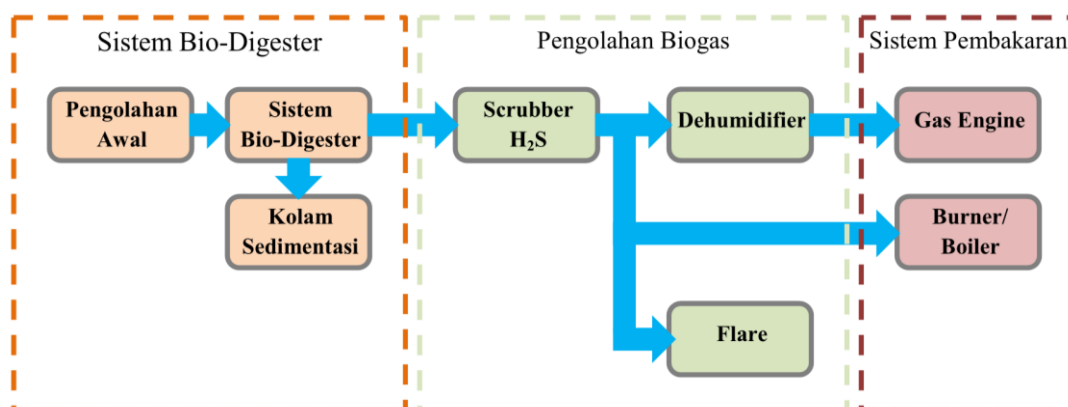 Sistem Bio-Digester
Pengolahan Biogas
Sistem Pembakaran
Pengolahan
Awal
Sistem
Bio-Digester
Scrubber
H₂S
Dehumidifier
Gas Engine
Kolam
Sedimentasi
Burner/
Boiler
Flare